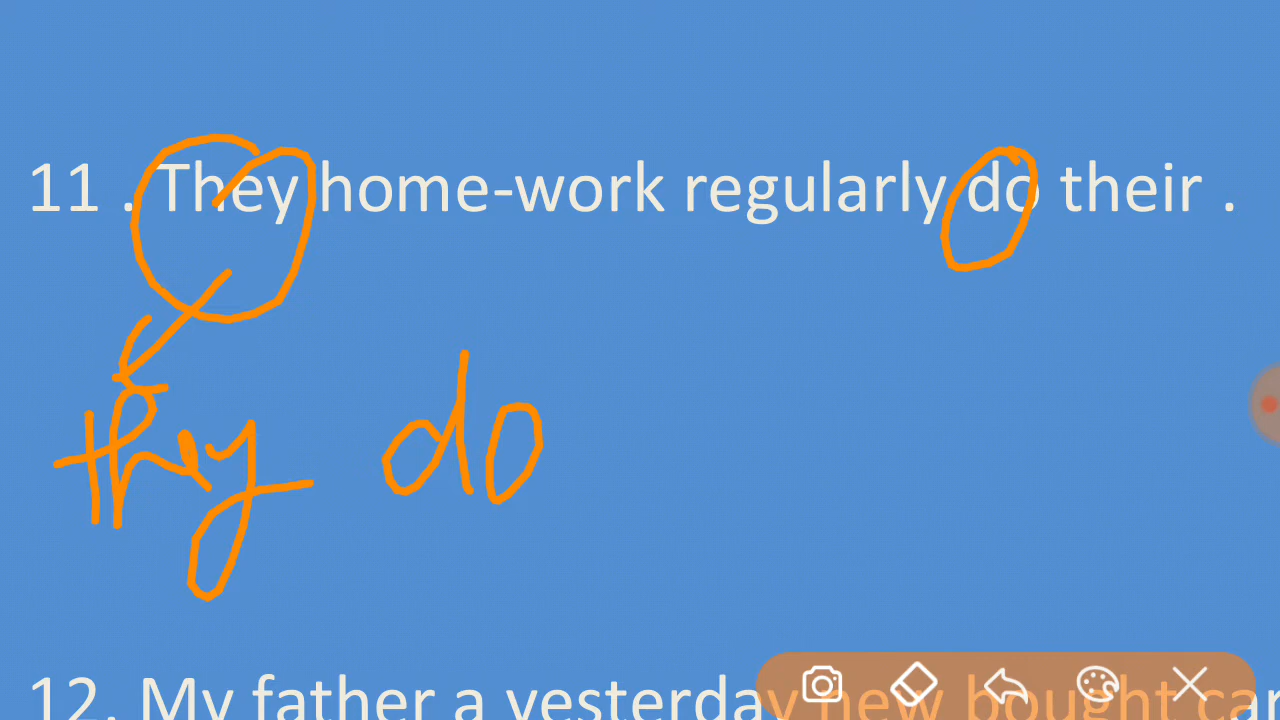 11 . They home-work regularly do their .
they do
12. My father a yesterday new bought car